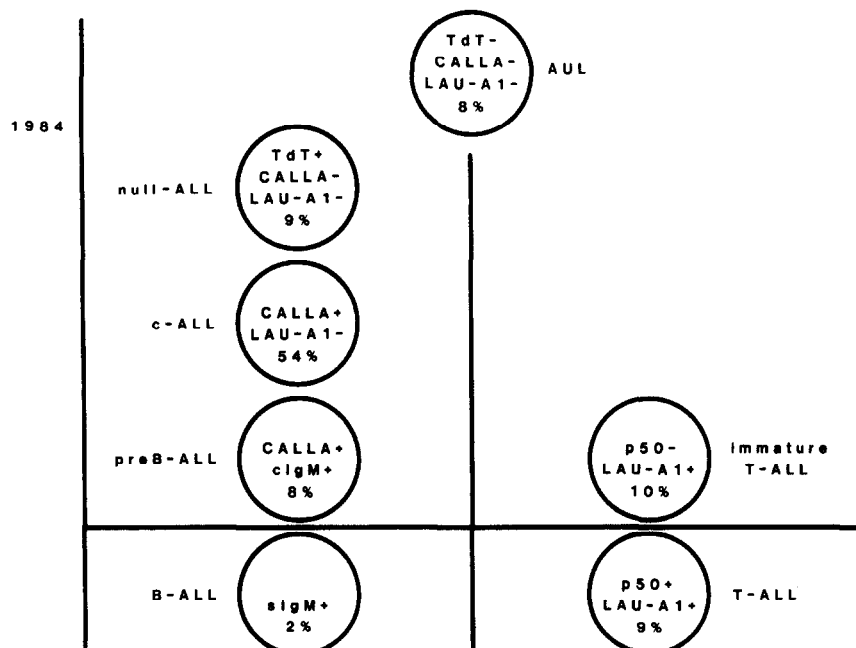 TdT-
CALLA-
LAU-A1-
8%
AUL
1984
TdT+
CALLA-
LAU-A1-
9%
null-ALL
CALLA+
LAU-A1-
54%
c-ALL
CALLA+
cIgM+
8%
preB-ALL
p50-
LAU-A1+
10%
Immature
T-ALL
sIgM+
2%
B-ALL
p50+
LAU-A1+
9%
T-ALL